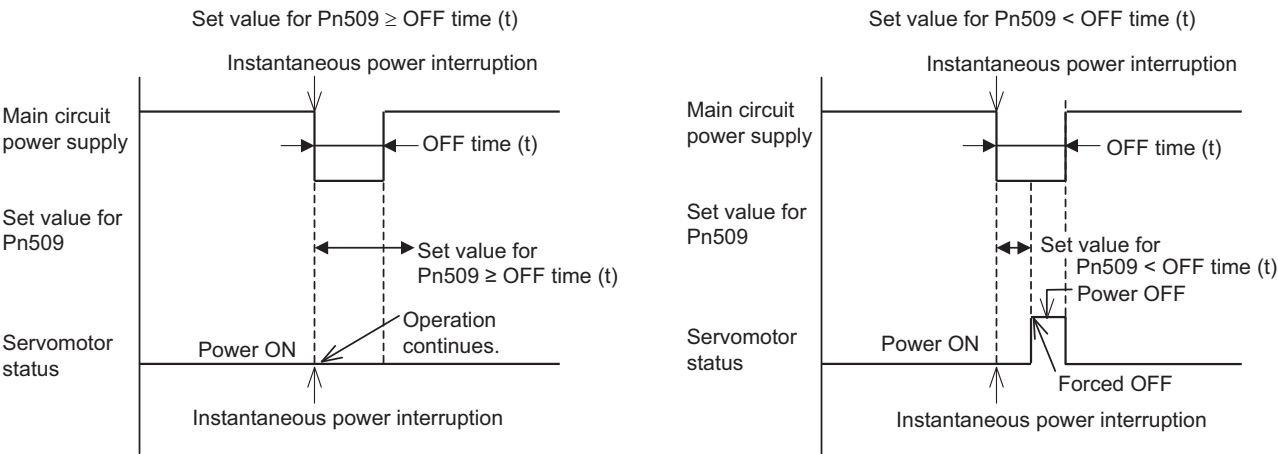 Set value for Pn509 ≥ OFF time (t)
Instantaneous power interruption
Main circuit
power supply
OFF time (t)
Set value for
Pn509
Set value for
Pn509 ≥ OFF time (t)
Operation
continues.
Power ON
Servomotor
status
Instantaneous power interruption
Set value for Pn509 < OFF time (t)
Instantaneous power interruption
Main circuit
power supply
OFF time (t)
Set value for
Pn509
Set value for
Pn509 < OFF time (t)
Power OFF
Power ON
Servomotor
status
Forced OFF
Instantaneous power interruption